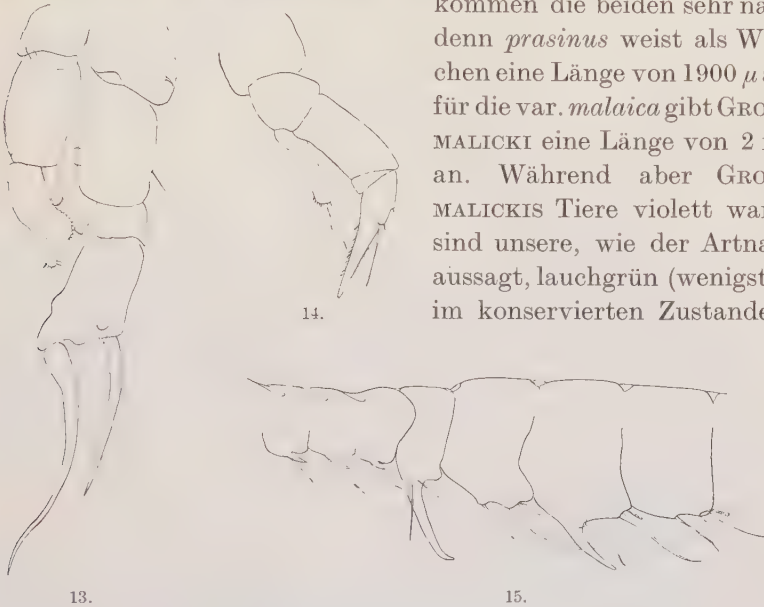 kommen die beiden sehr na
denn prasinus weist als W
chen eine Länge von 1900 μ
für die var. malaica gibt GRO
MALICKI eine Länge von 2
an. Während aber GRO
MALICKIS Tiere violett war
sind unsere, wie der Artna
aussagt, lauchgrün (wenigst
im konservierten Zustande
14.
13.
15.